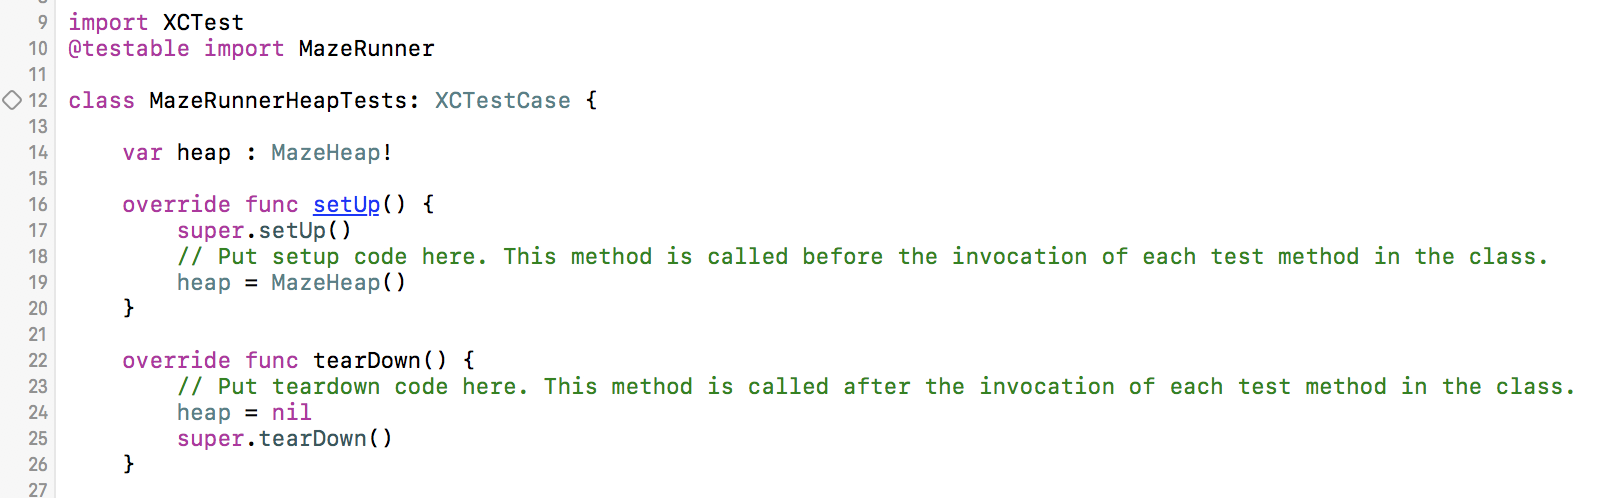 9 import XCTest
10 @testable import MazeRunner
11
12 class MazeRunnerHeapTests: XCTestCase {
13
14     var heap : MazeHeap!
15
16     override func setUp() {
17         super.setUp()
18         // Put setup code here. This method is called before the invocation of each test method in the class.
19         heap = MazeHeap()
20     }
21
22     override func tearDown() {
23         // Put teardown code here. This method is called after the invocation of each test method in the class.
24         heap = nil
25         super.tearDown()
26     }
27